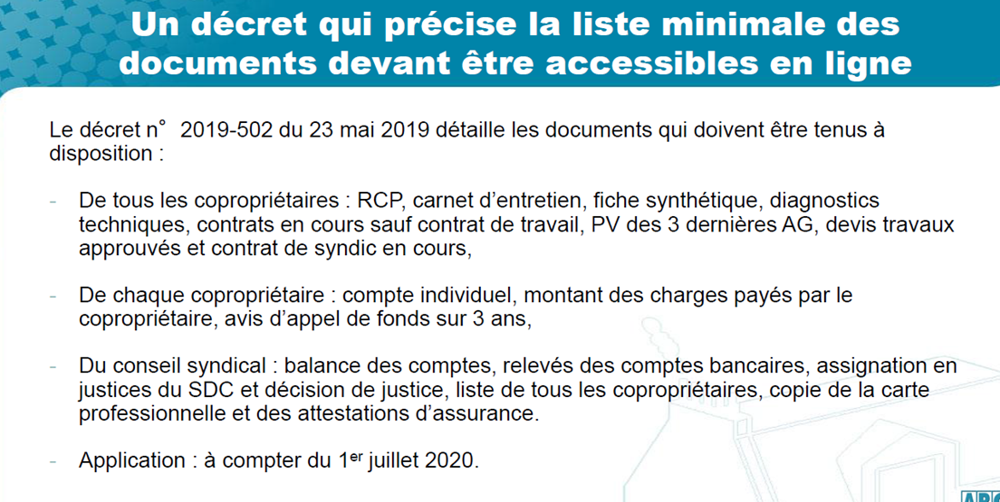 Un décret qui précise la liste minimale des
documents devant être accessibles en ligne
Le décret n° 2019-502 du 23 mai 2019 détaille les documents qui doivent être tenus à
disposition :
- De tous les copropriétaires : RCP, carnet d’entretien, fiche synthétique, diagnostics
techniques, contrats en cours sauf contrat de travail, PV des 3 dernières AG, devis travaux
approuvés et contrat de syndic en cours,
- De chaque copropriétaire : compte individuel, montant des charges payés par le
copropriétaire, avis d’appel de fonds sur 3 ans,
- Du conseil syndical : balance des comptes, relevés des comptes bancaires, assignation en
justices du SDC et décision de justice, liste de tous les copropriétaires, copie de la carte
professionnelle et des attestations d’assurance.
- Application : à compter du 1er juillet 2020.